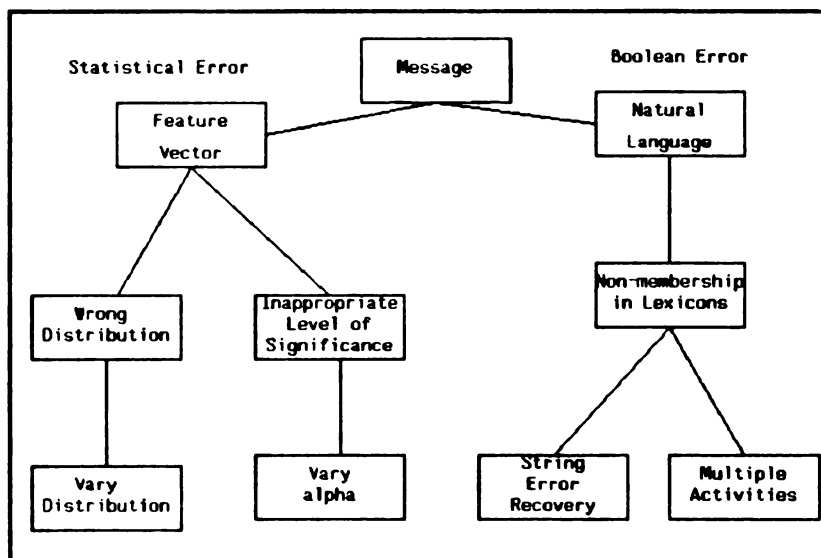 Statistical Error
Message
Boolean Error
Feature
Vector
Natural
Language
Wrong
Distribution
Inappropriate
Level of
Significance
Non-membership
in Lexicons
Vary
Distribution
Vary
alpha
String
Error
Recovery
Multiple
Activities